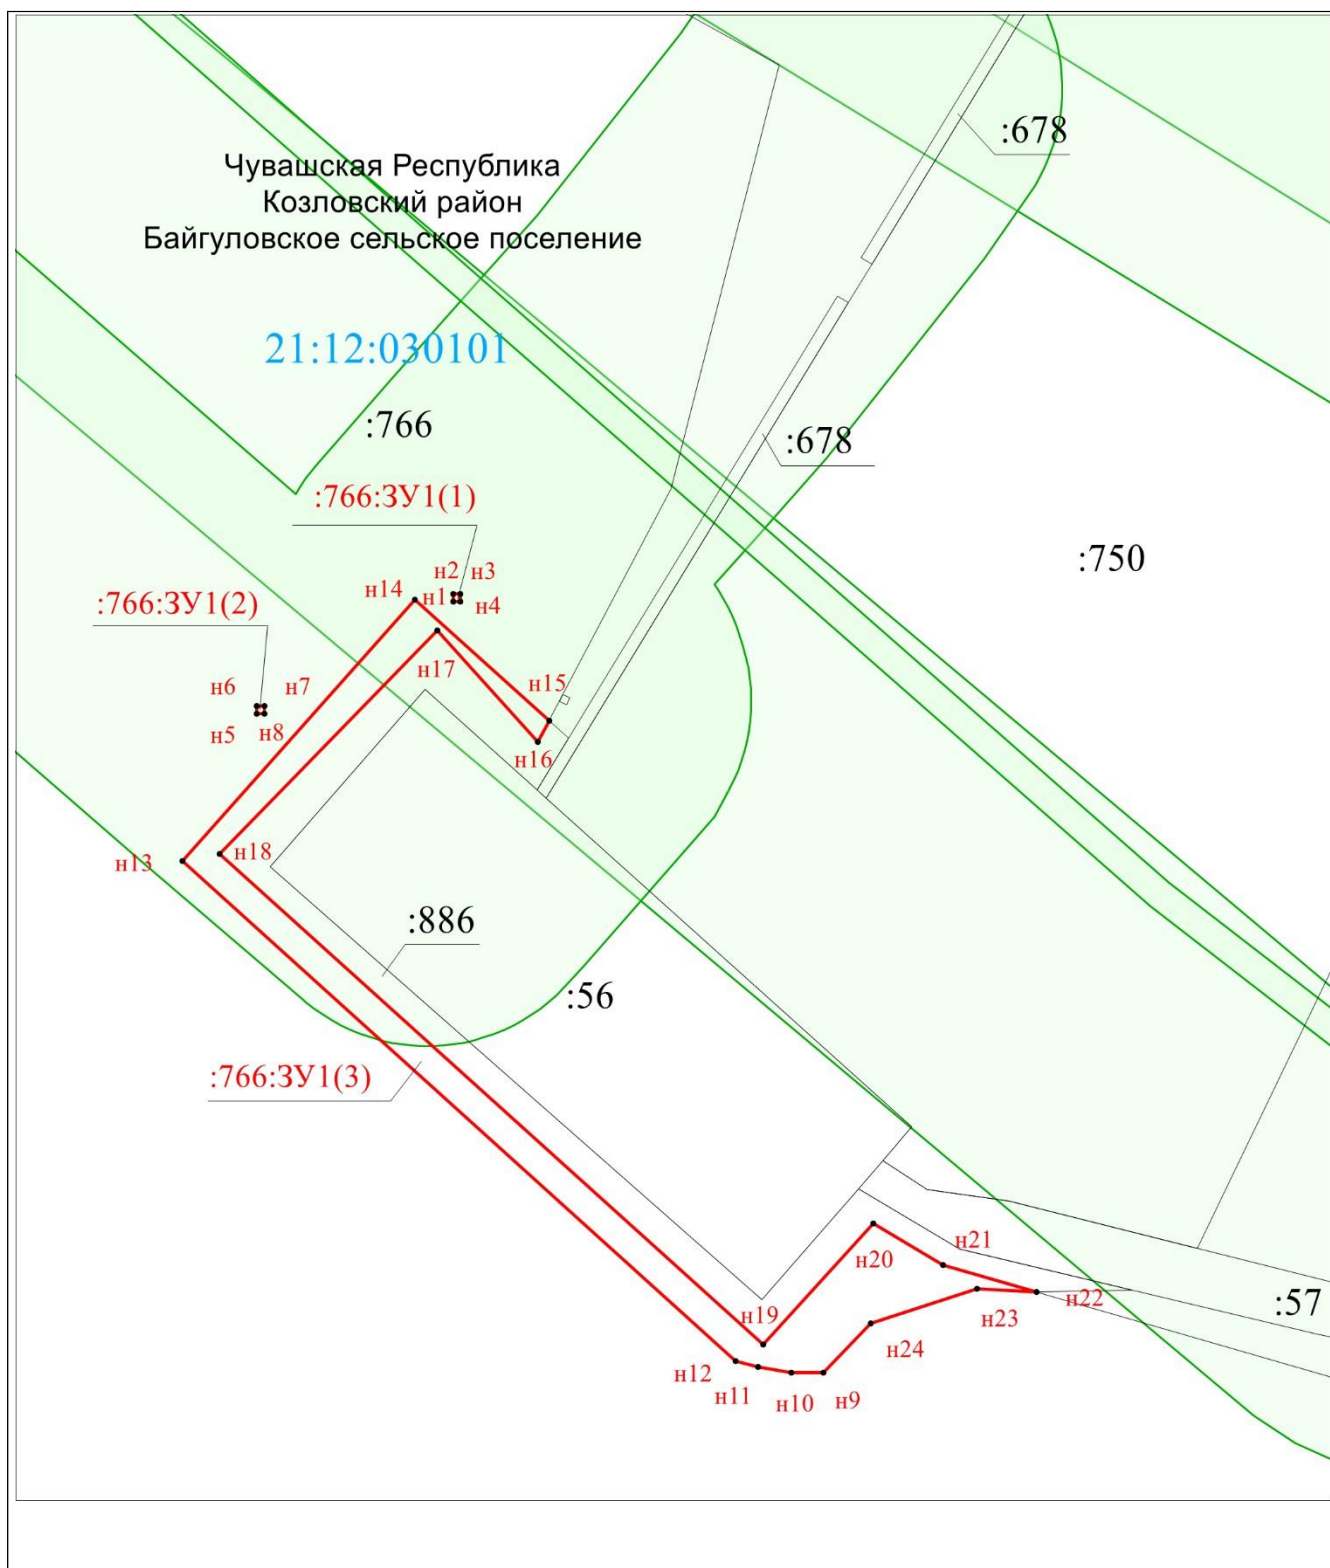 :678
Чувашская Республика
Козловский район
Байгуловское сельское поселение
21:12:030101
:766
:678
:766:ЗУ1(1)
:750
н2
н3
н14
н1
н4
:766:ЗУ1(2)
н17
н6
н7
н15
н5
н8
н16
н18
н13
:886
:56
:766:ЗУ1(3)
н21
н20
н22
:57
н23
н19
н24
н12
н11
н10
н9